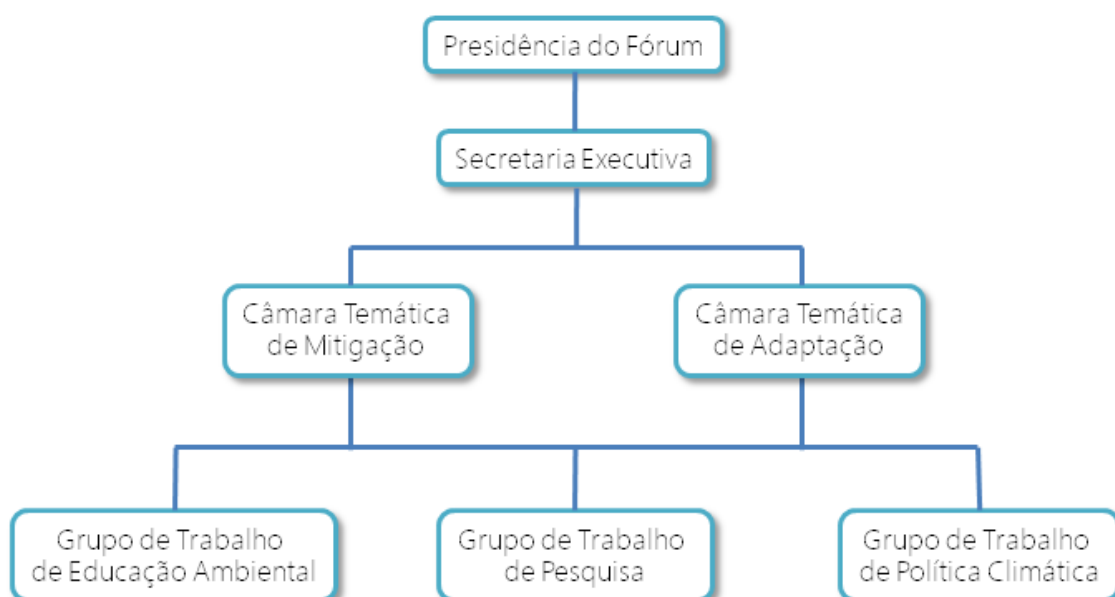 Presidência do Fórum
Secretaria Executiva
Câmara Temática
de Mitigação
Câmara Temática
de Adaptação
Grupo de Trabalho
de Educação Ambiental
Grupo de Trabalho
de Pesquisa
Grupo de Trabalho
de Política Climática